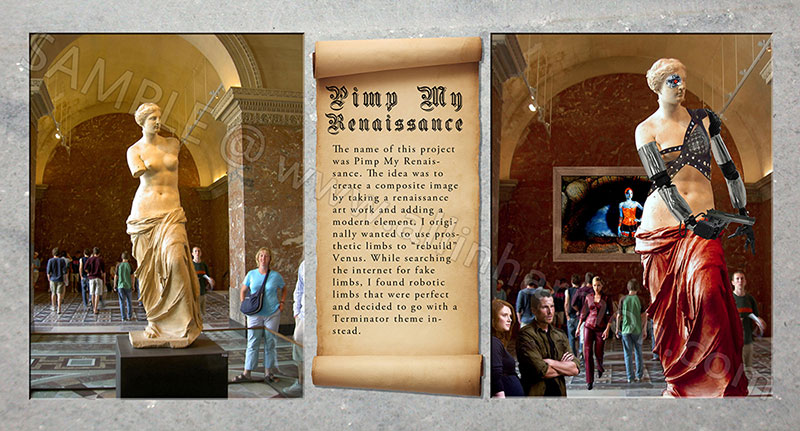 SAMPLE @ www.
Pimp My
Renaissance
The name of this project
was Pimp My Renais-
sance. The idea was to
create a composite image
by taking a renaissance
art work and adding a
modern element. I origi-
nally wanted to use pros-
thetic limbs to "rebuild"
Venus. While searching
the internet for fake
limbs, I found robotic
limbs that were perfect
and decided to go with a
Terminator theme in-
stead.